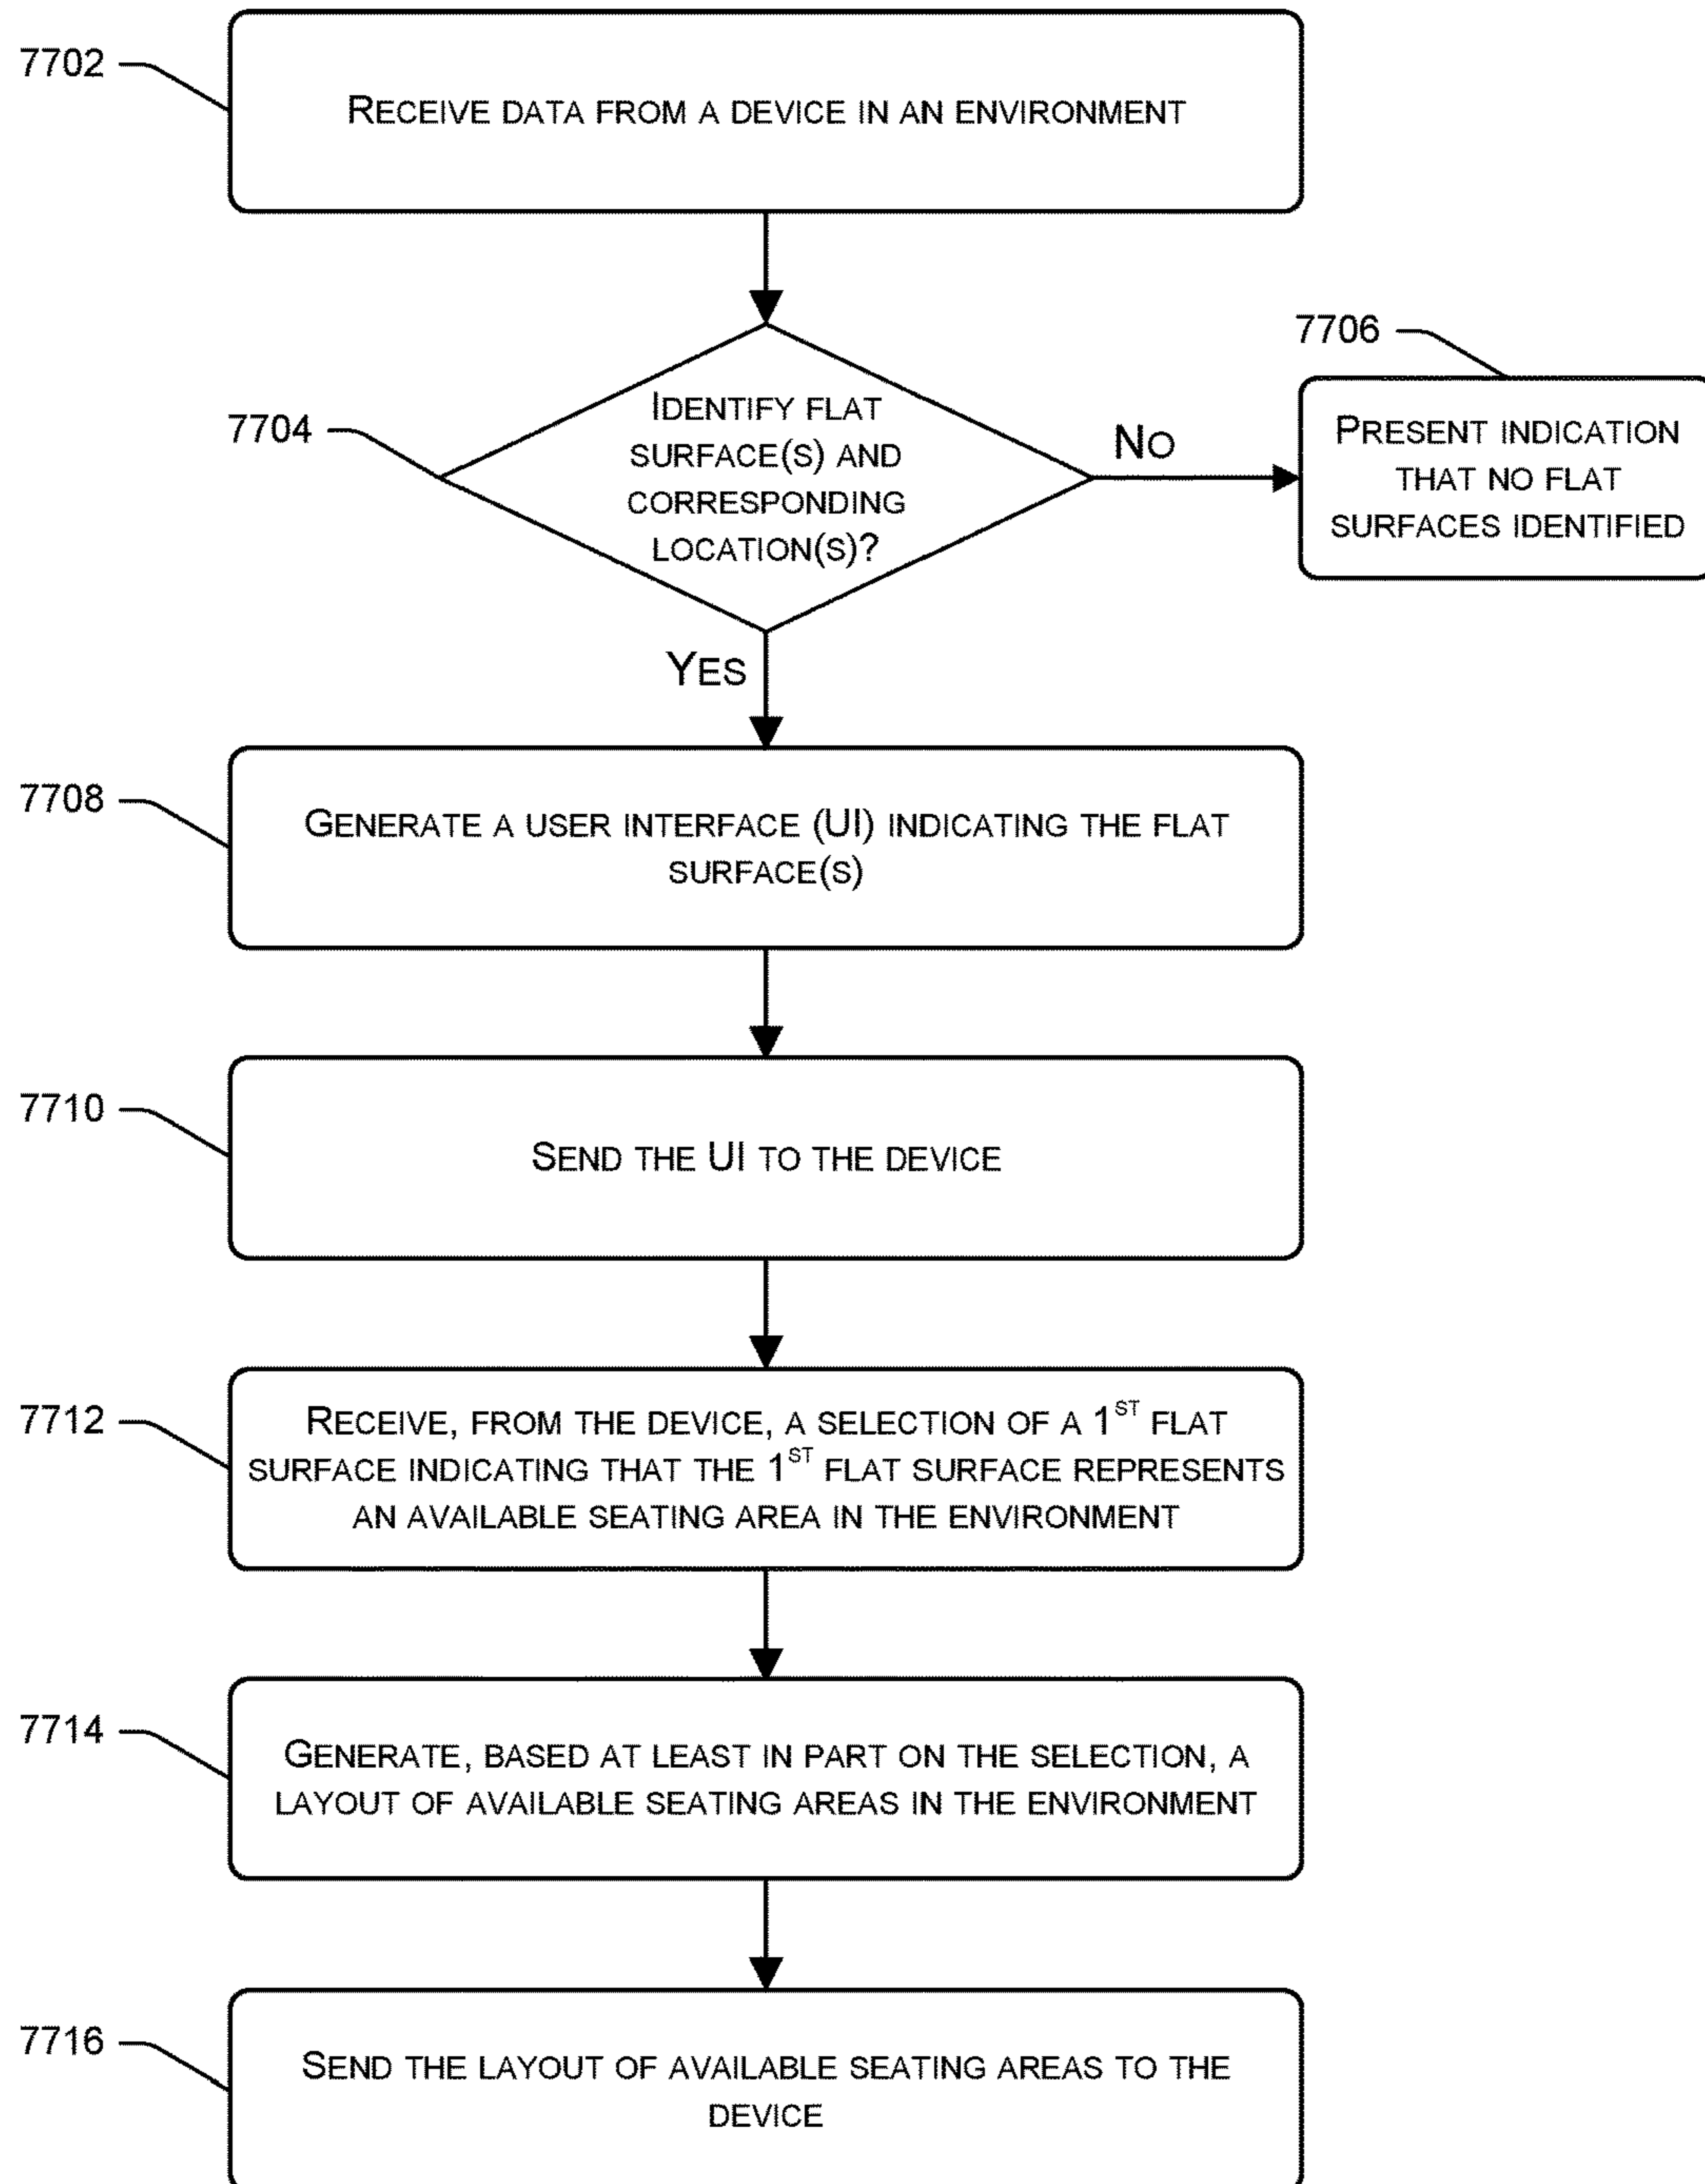 7702
RECEIVE DATA FROM A DEVICE IN AN ENVIRONMENT
7704
IDENTIFY FLAT
SURFACE(S) AND
CORRESPONDING
LOCATION(S)?
NO
7706
PRESENT INDICATION
THAT NO FLAT
SURFACES IDENTIFIED
YES
7708
GENERATE A USER INTERFACE (UI) INDICATING THE FLAT
SURFACE(S)
7710
SEND THE UI TO THE DEVICE
7712
RECEIVE, FROM THE DEVICE, A SELECTION OF A 1ST FLAT
SURFACE INDICATING THAT THE 1ST FLAT SURFACE REPRESENTS
AN AVAILABLE SEATING AREA IN THE ENVIRONMENT
7714
GENERATE, BASED AT LEAST IN PART ON THE SELECTION, A
LAYOUT OF AVAILABLE SEATING AREAS IN THE ENVIRONMENT
7716
SEND THE LAYOUT OF AVAILABLE SEATING AREAS TO THE
DEVICE